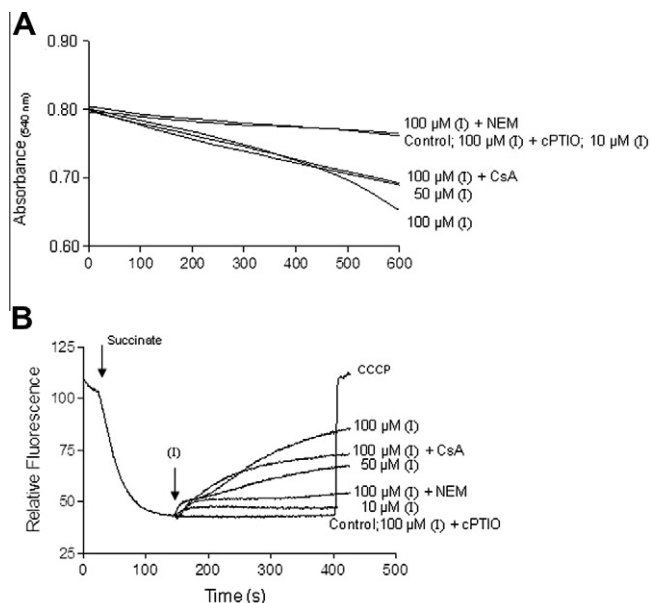 A
0.90
0.80
0.70
0.60
Absorbance (540 nm)
100 µM (I) + NEM
Control; 100 µM (I) + cPTIO; 10 µM (I)
100 µM (I) + CsA
50 µM (I)
100 µM (I)
0 100 200 300 400 500 600
B
125
100
75
50
25
Relative Fluorescence
Succinate
(I)
CCCP
100 µM (I)
100 µM (I) + CsA
50 µM (I)
100 µM (I) + NEM
10 µM (I)
Control;100 µM (I) + cPTIO
0 100 200 300 400 500
Time (s)